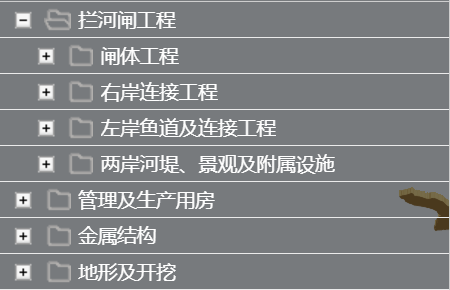 拦河闸工程
闸体工程
右岸连接工程
左岸鱼道及连接工程
两岸河堤、景观及附属设施
管理及生产用房
金属结构
地形及开挖